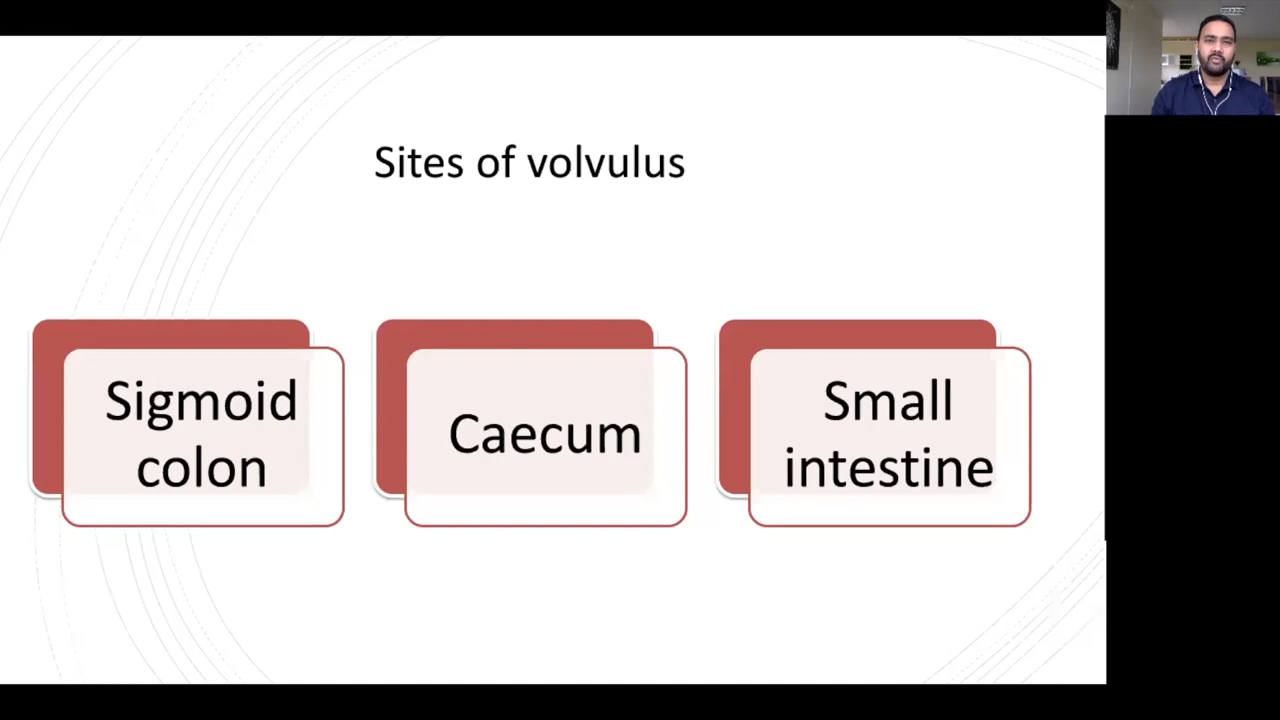 Sites of volvulus
Sigmoid
colon
Caecum
Small
intestine